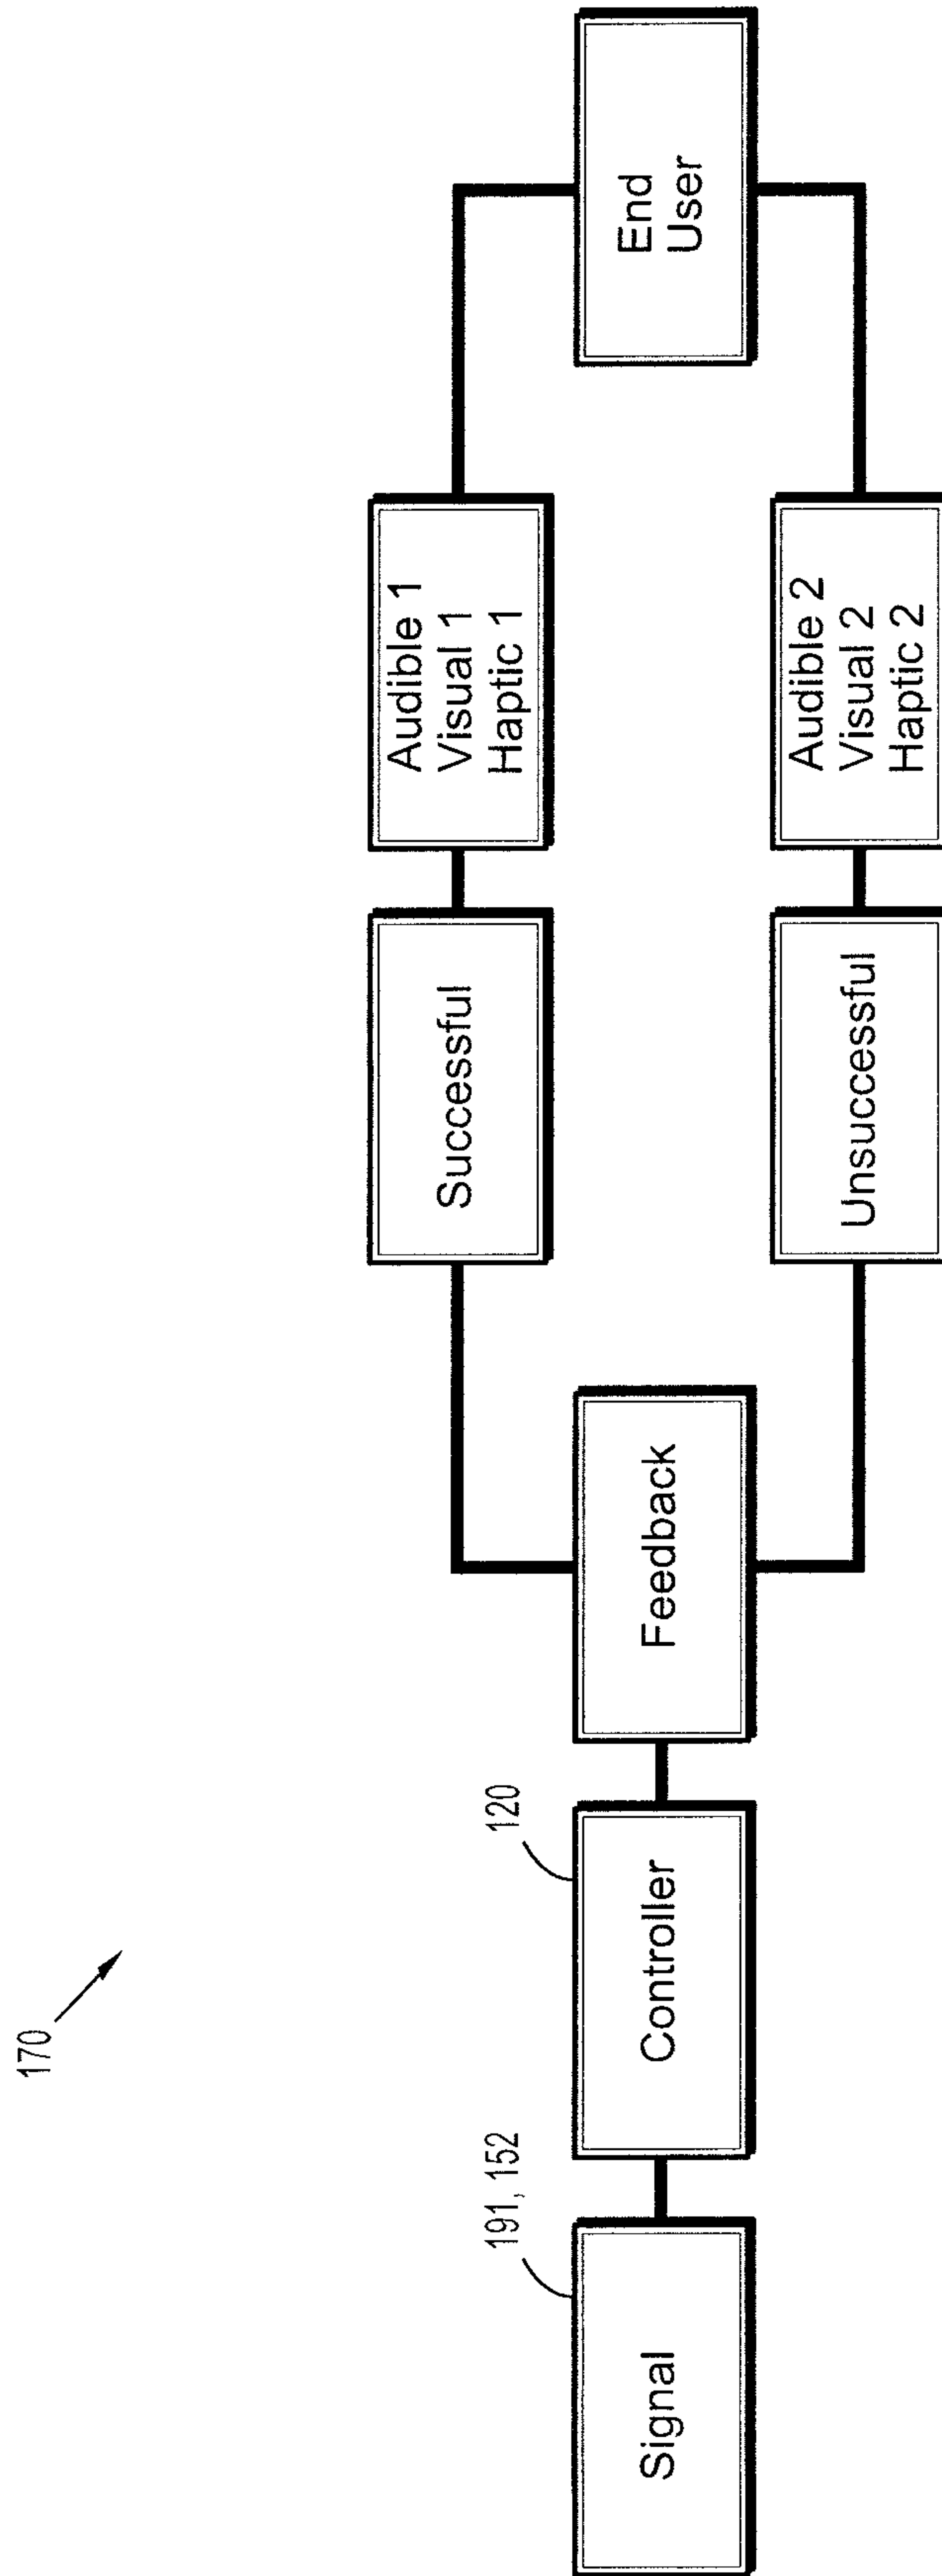 170
191, 152
120
Signal
Controller
Feedback
Successful
Audible 1
Visual 1
Haptic 1
Unsuccessful
Audible 2
Visual 2
Haptic 2
End
User